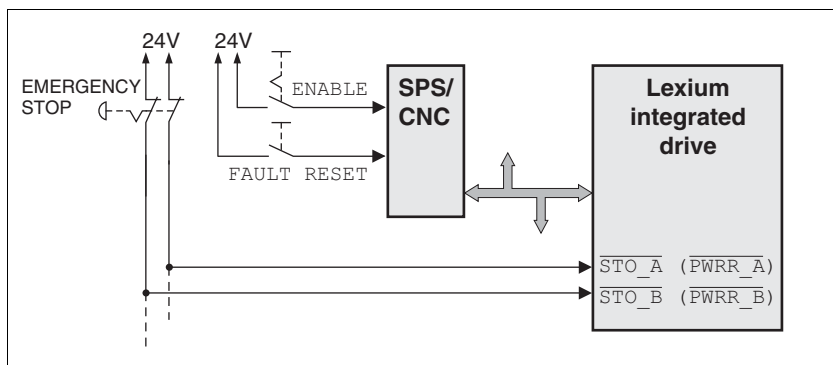 24V
24V
EMERGENCY
STOP
ENABLE
FAULT RESET
SPS/
CNC
Lexium
integrated
drive
STO_A (PWRR_A)
STO_B (PWRR_B)